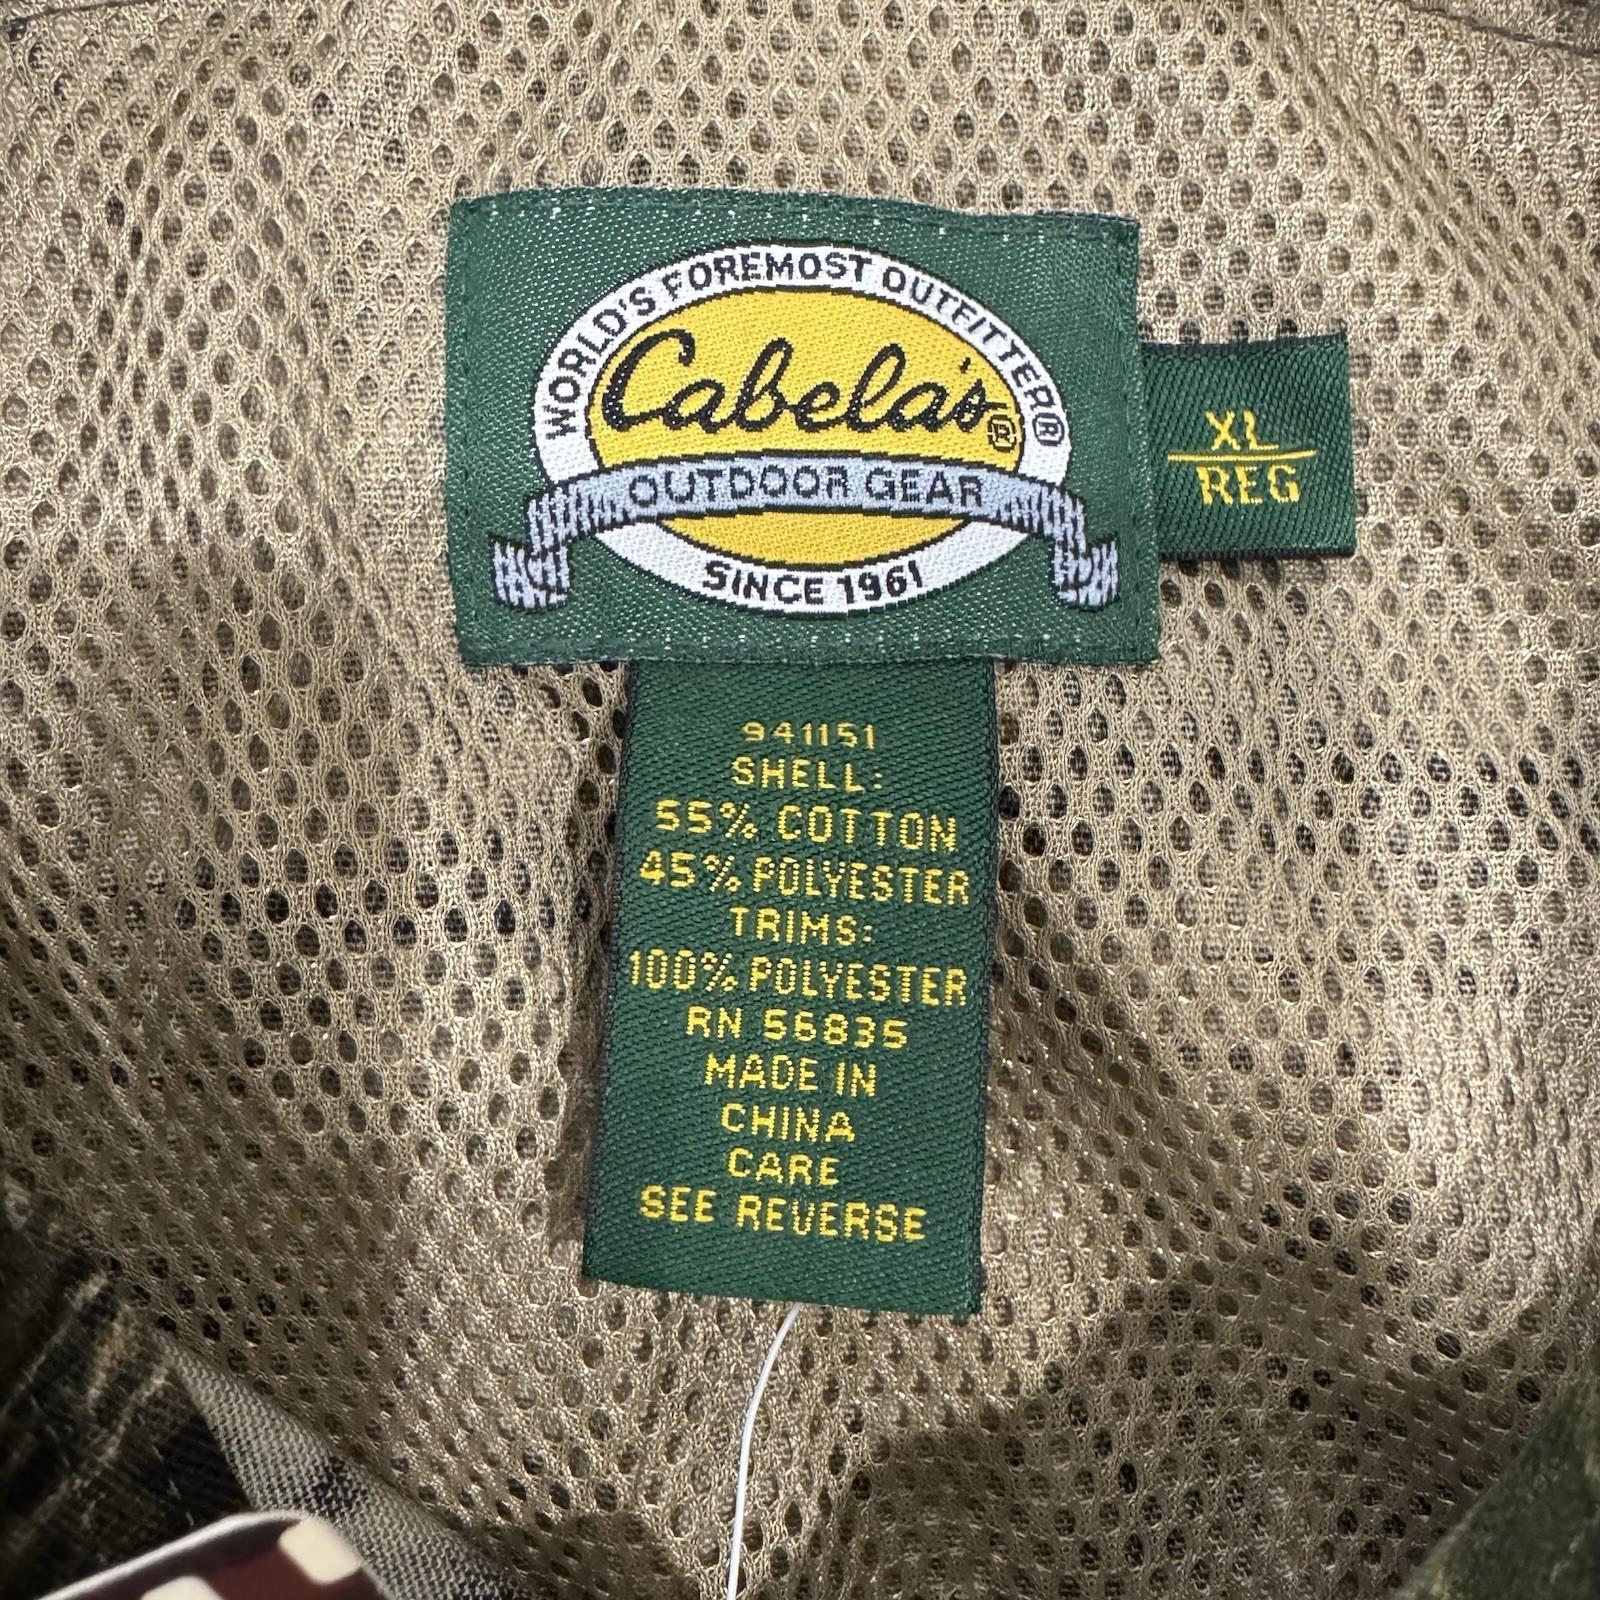 WORLD'S FOREMOST OUTFITTER®
Cabela's®
OUTDOOR GEAR
SINCE 1961
XL
REG
941151
SHELL:
55% COTTON
45% POLYESTER
TRIMS:
100% POLYESTER
RN 56835
MADE IN
CHINA
CARE
SEE REVERSE